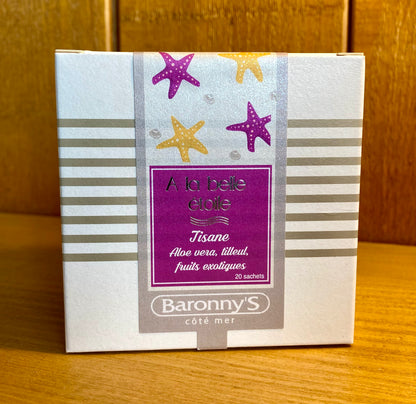 A la belle
étoile
Tisane
Aloe vera, tilleul,
fruits exotiques
20 sachets
Baronny's
côté mer